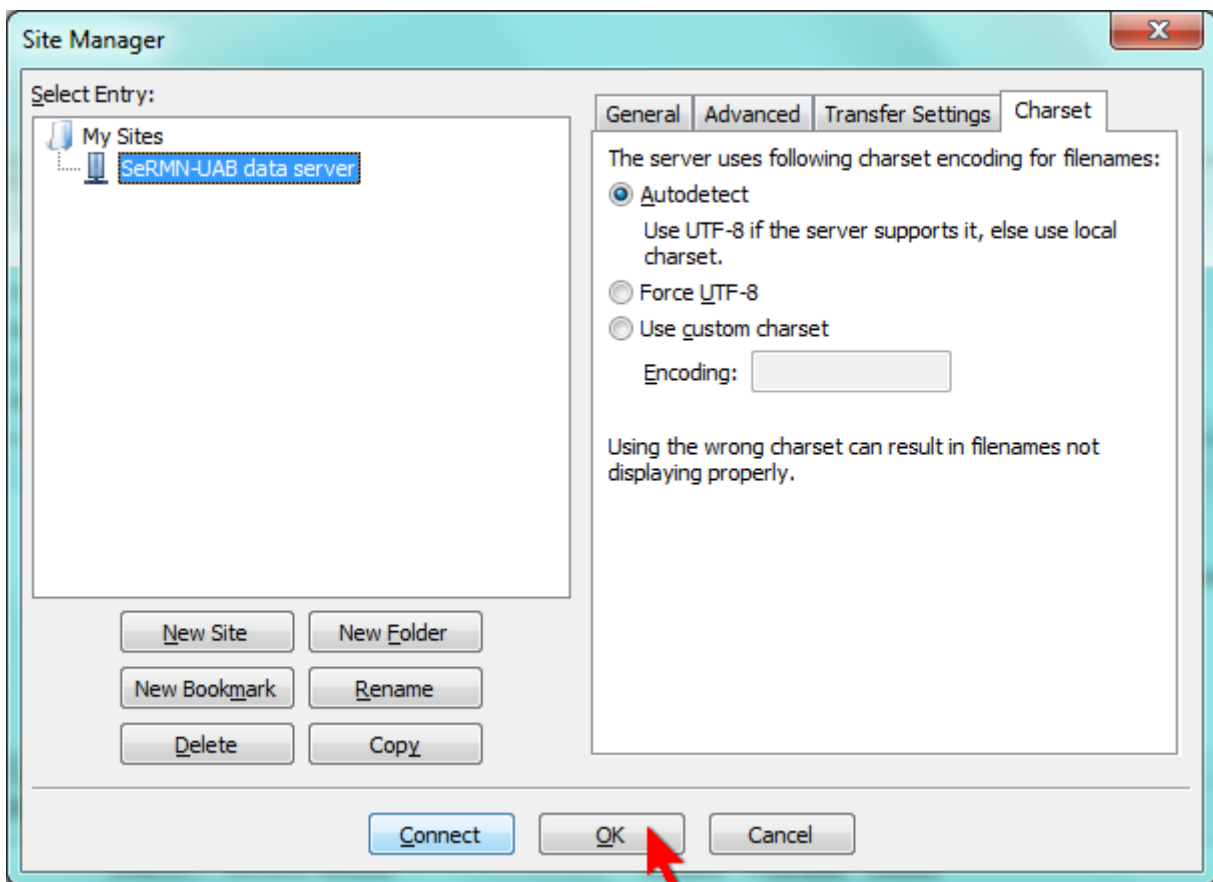 Site Manager
Select Entry:
My Sites
SeRMN-UAB data server
New Site
New Folder
New Bookmark
Rename
Delete
Copy
General
Advanced
Transfer Settings
Charset
The server uses following charset encoding for filenames:
Autodetect
Use UTF-8 if the server supports it, else use local
charset.
Force UTF-8
Use custom charset
Encoding:
Using the wrong charset can result in filenames not
displaying properly.
Connect
OK
Cancel